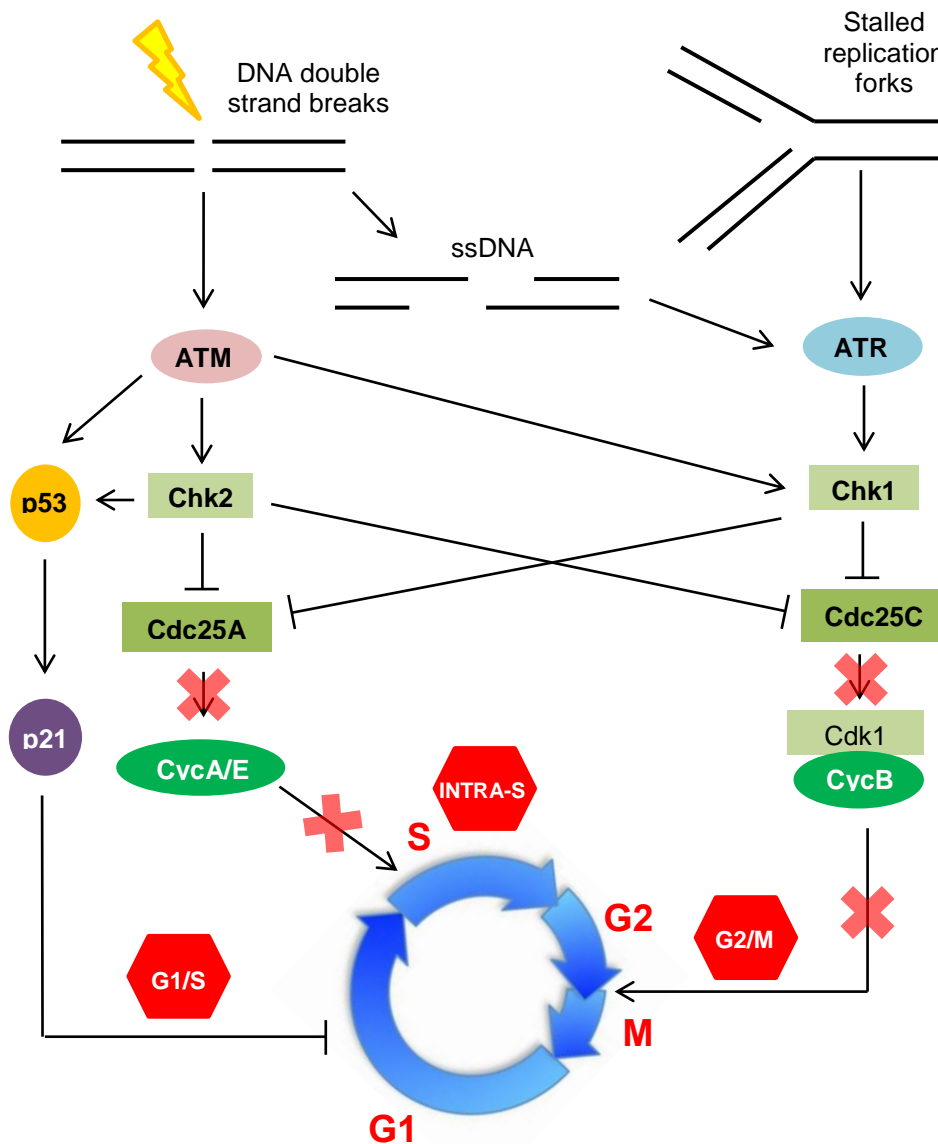 DNA double
strand breaks
Stalled
replication
forks
ssDNA
ATM
ATR
p53
Chk2
Chk1
Cdc25A
Cdc25C
p21
CycA/E
Cdk1
CycB
INTRA-S
S
G2
G2/M
G1/S
M
G1